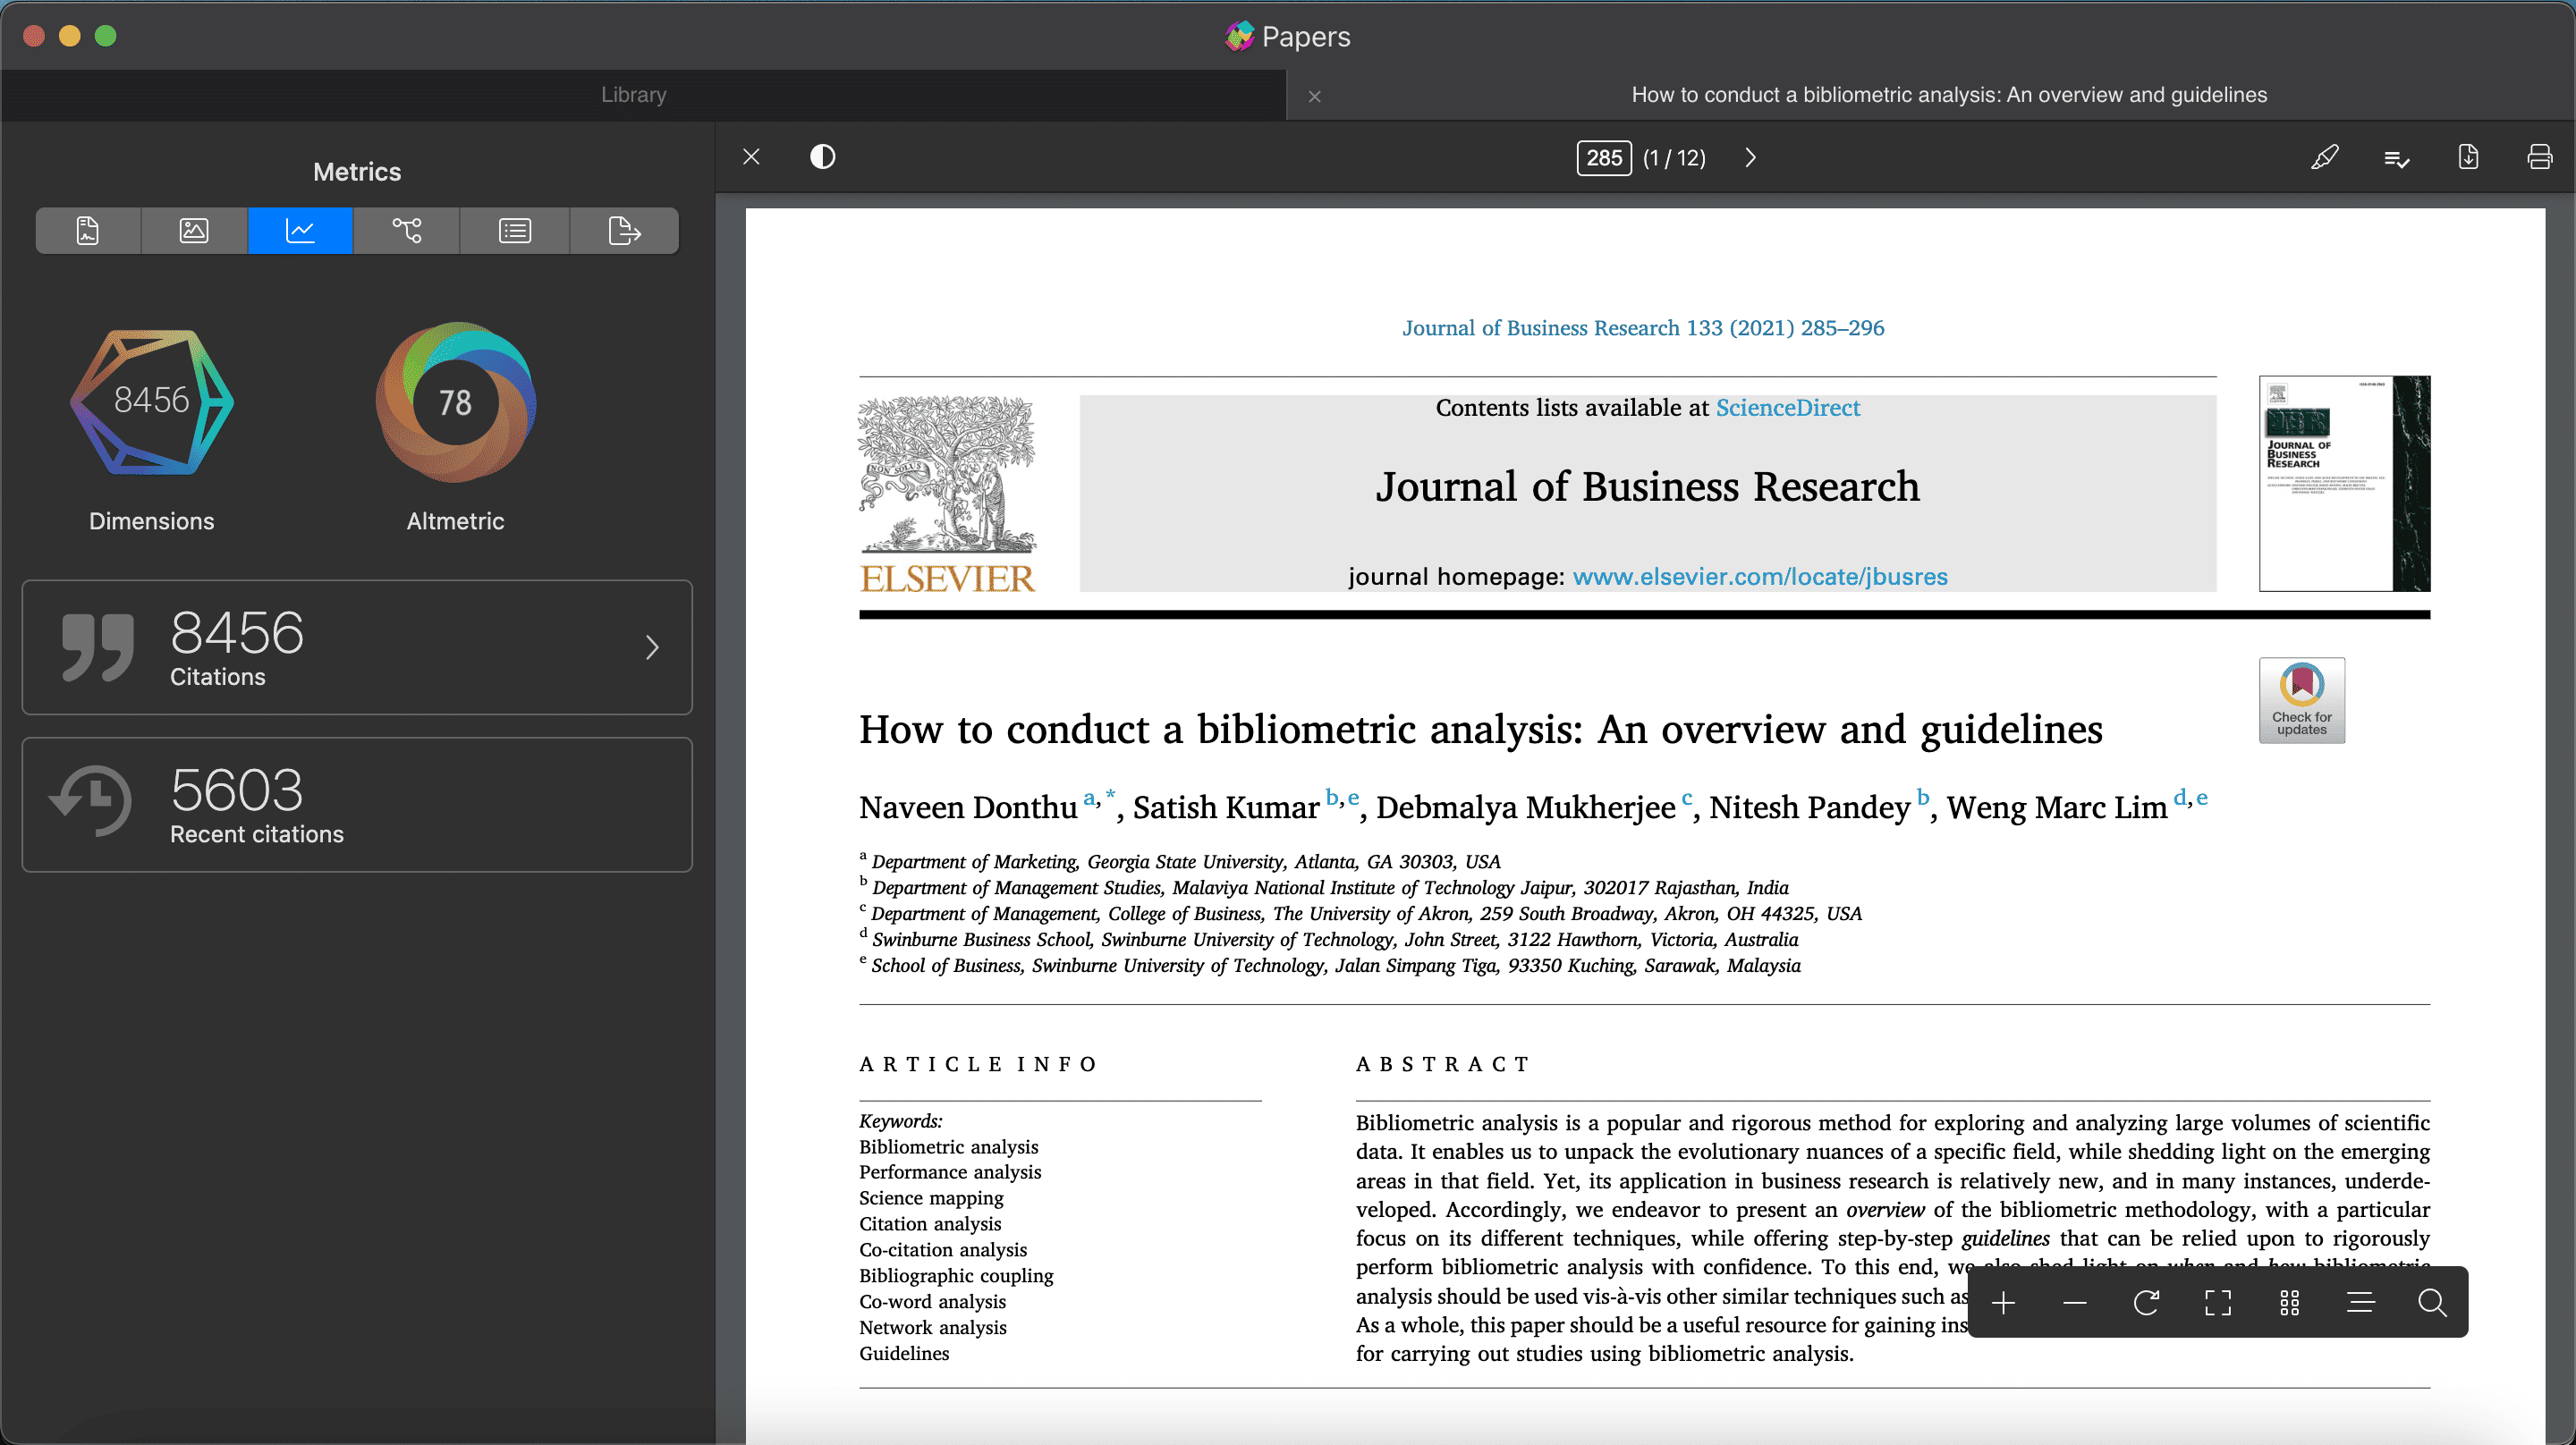 Papers
Library
How to conduct a bibliometric analysis: An overview and guidelines
Metrics
285 (1 / 12)
8456
78
Dimensions
Altmetric
8456
Citations
5603
Recent citations
Journal of Business Research 133 (2021) 285–296
NON SOLUS
ELSEVIER
Contents lists available at ScienceDirect
Journal of Business Research
journal homepage: www.elsevier.com/locate/jbusres
JBR
JOURNAL OF
BUSINESS
RESEARCH
Check for
updates
How to conduct a bibliometric analysis: An overview and guidelines
Naveen Donthu a,*, Satish Kumar b,e, Debmalya Mukherjee c, Nitesh Pandey b, Weng Marc Lim d,e
a Department of Marketing, Georgia State University, Atlanta, GA 30303, USA
b Department of Management Studies, Malaviya National Institute of Technology Jaipur, 302017 Rajasthan, India
c Department of Management, College of Business, The University of Akron, 259 South Broadway, Akron, OH 44325, USA
d Swinburne Business School, Swinburne University of Technology, John Street, 3122 Hawthorn, Victoria, Australia
e School of Business, Swinburne University of Technology, Jalan Simpang Tiga, 93350 Kuching, Sarawak, Malaysia
ARTICLE INFO
Keywords:
Bibliometric analysis
Performance analysis
Science mapping
Citation analysis
Co-citation analysis
Bibliographic coupling
Co-word analysis
Network analysis
Guidelines
ABSTRACT
Bibliometric analysis is a popular and rigorous method for exploring and analyzing large volumes of scientific
data. It enables us to unpack the evolutionary nuances of a specific field, while shedding light on the emerging
areas in that field. Yet, its application in business research is relatively new, and in many instances, underde-
veloped. Accordingly, we endeavor to present an overview of the bibliometric methodology, with a particular
focus on its different techniques, while offering step-by-step guidelines that can be relied upon to rigorously
perform bibliometric analysis with confidence. To this end, we also shed light on when and how bibliometric
analysis should be used vis-à-vis other similar techniques such as
As a whole, this paper should be a useful resource for gaining ins
for carrying out studies using bibliometric analysis.